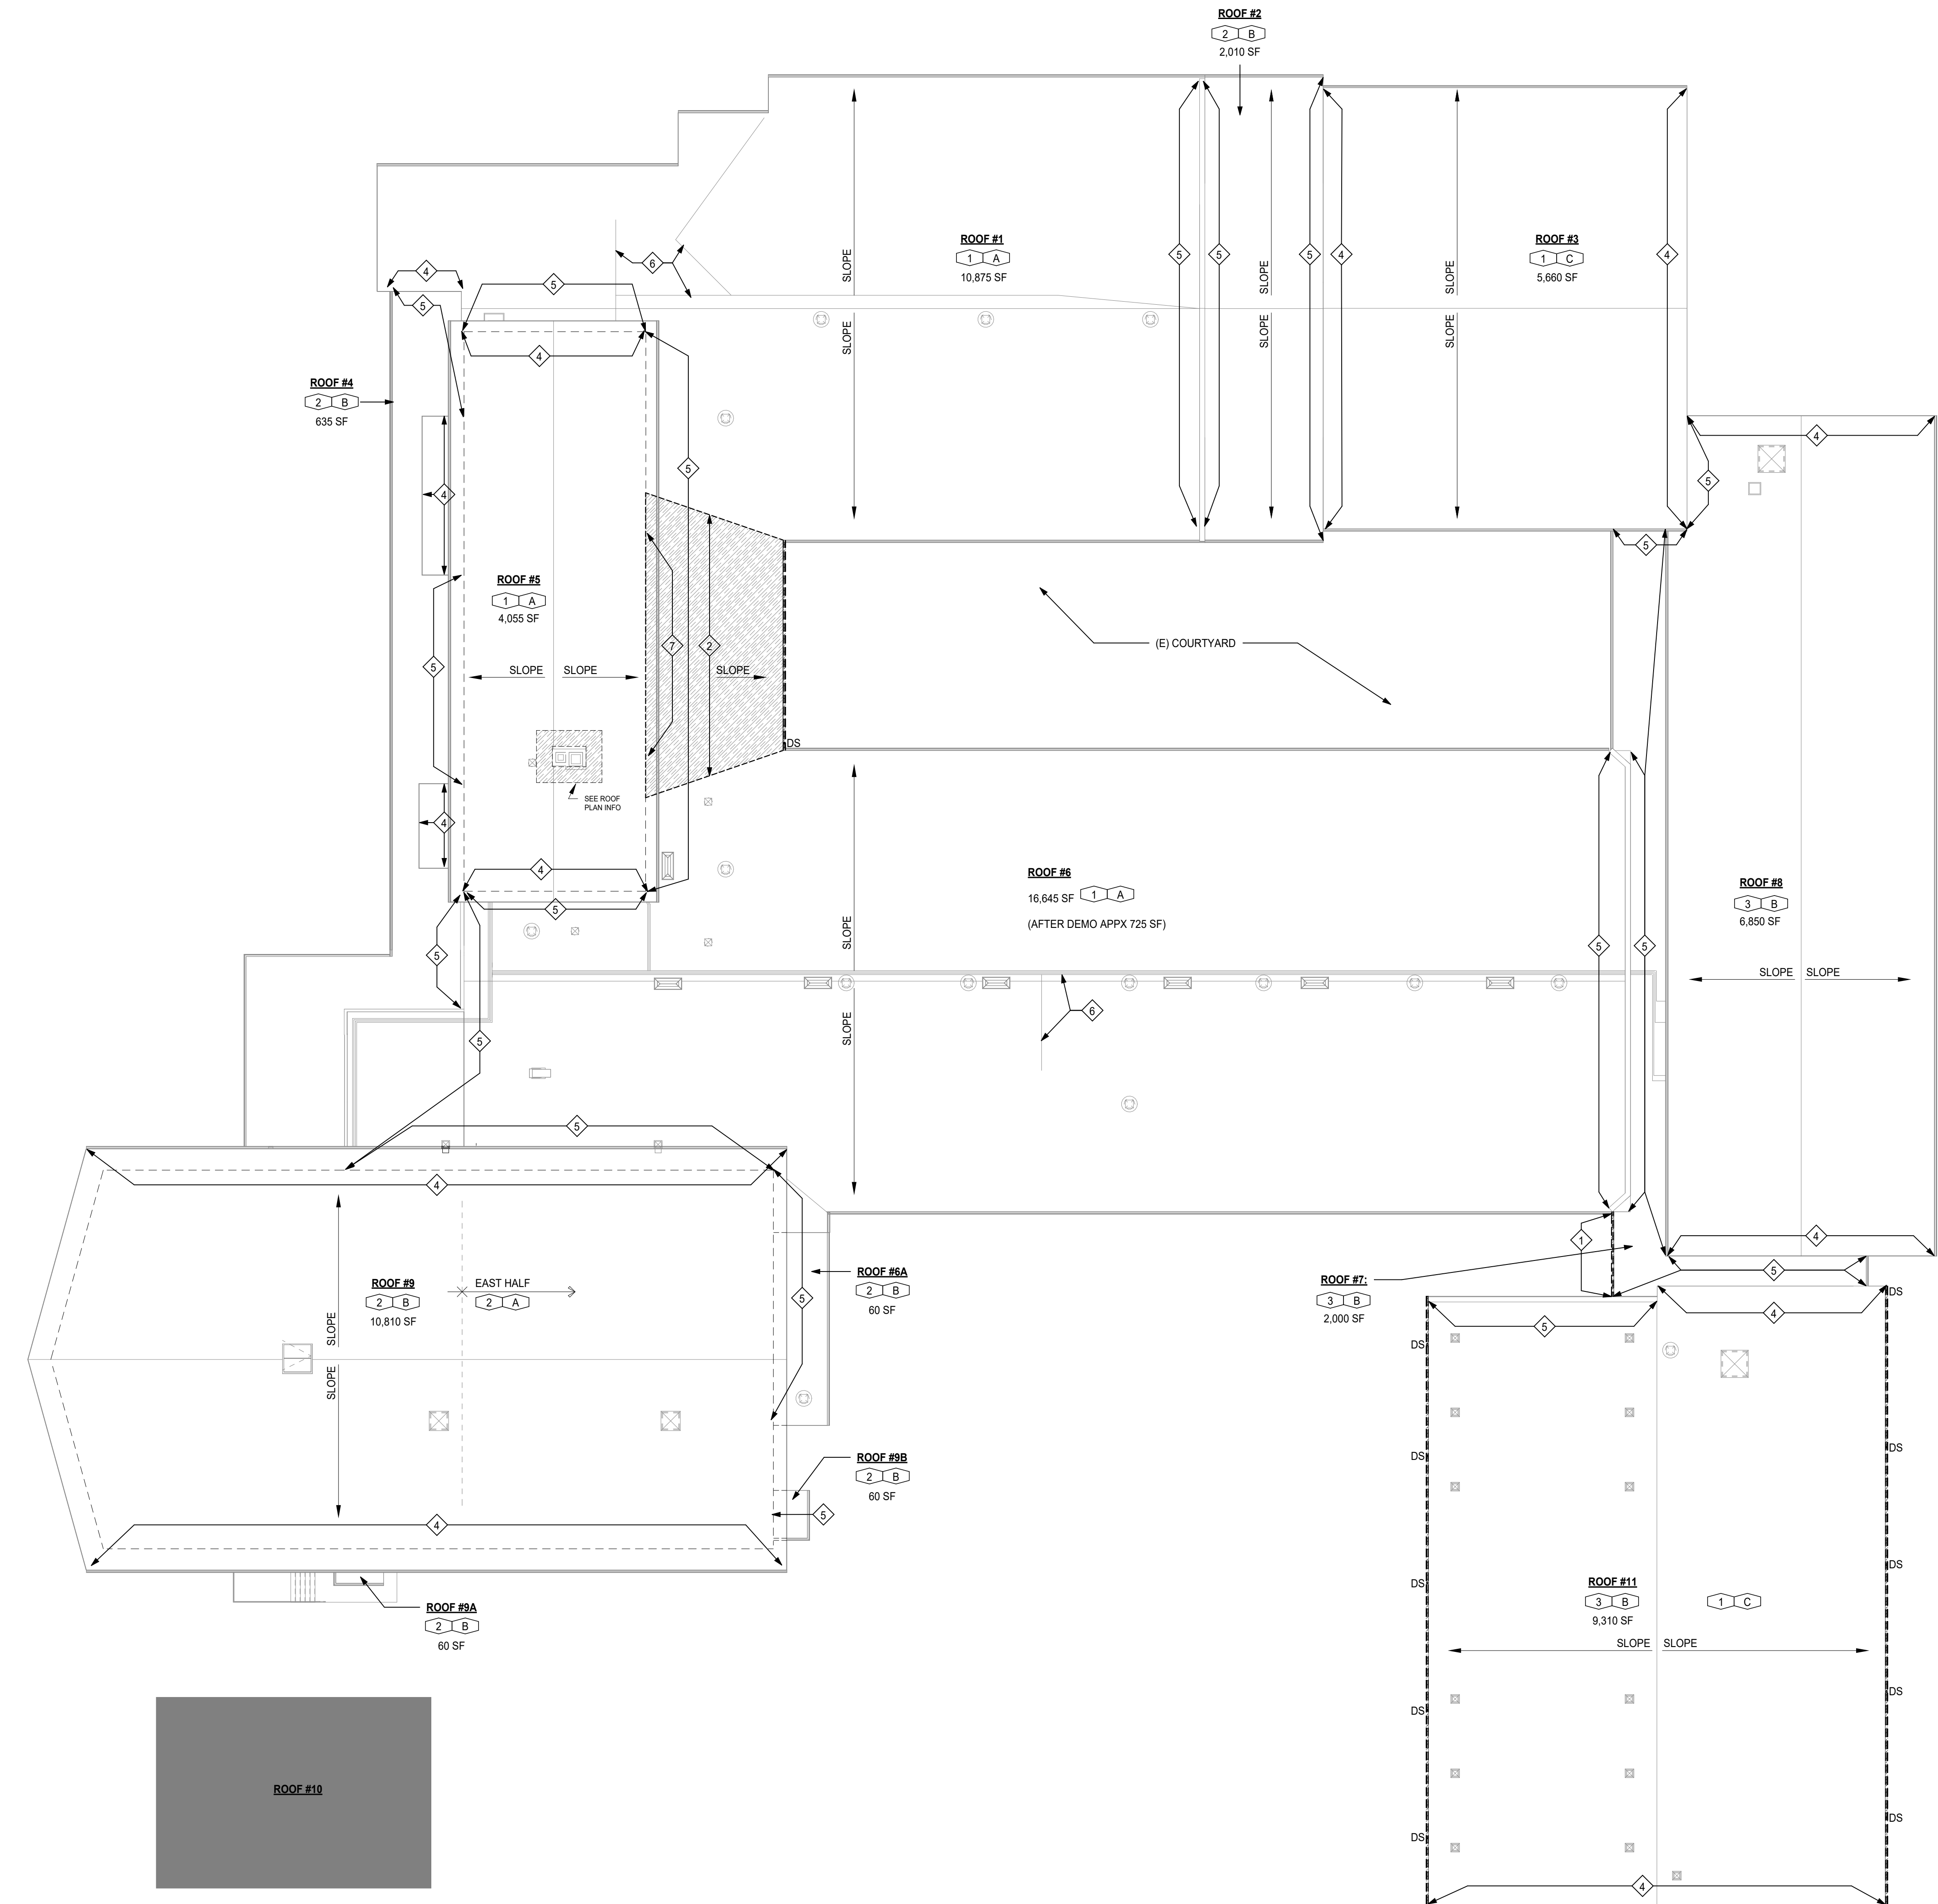 ROOF #2
2 B
2,010 SF
ROOF #1
1 A
10,875 SF
ROOF #3
1 C
5,660 SF
SLOPE
SLOPE
SLOPE
SLOPE
SLOPE
SLOPE
5
5
5
4
4
6
4
5
5
4
ROOF #4
2 B
635 SF
4
5
4
5
5
ROOF #5
1 A
4,055 SF
7
2
5
SLOPE
SLOPE
SLOPE
(E) COURTYARD
DS
SEE ROOF
PLAN INFO
4
4
5
5
ROOF #6
16,645 SF 1 A
(AFTER DEMO APPX 725 SF)
SLOPE
SLOPE
5
5
ROOF #8
3 B
6,850 SF
SLOPE
SLOPE
6
5
5
4
1
4
5
4
ROOF #9
2 B
10,810 SF
EAST HALF
2 A
SLOPE
SLOPE
5
ROOF #6A
2 B
60 SF
ROOF #7:
3 B
2,000 SF
5
DS
DS
ROOF #9B
2 B
60 SF
5
4
DS
DS
ROOF #9A
2 B
60 SF
DS
DS
ROOF #11
3 B
9,310 SF
1 C
SLOPE
SLOPE
DS
DS
ROOF #10
DS
DS
4